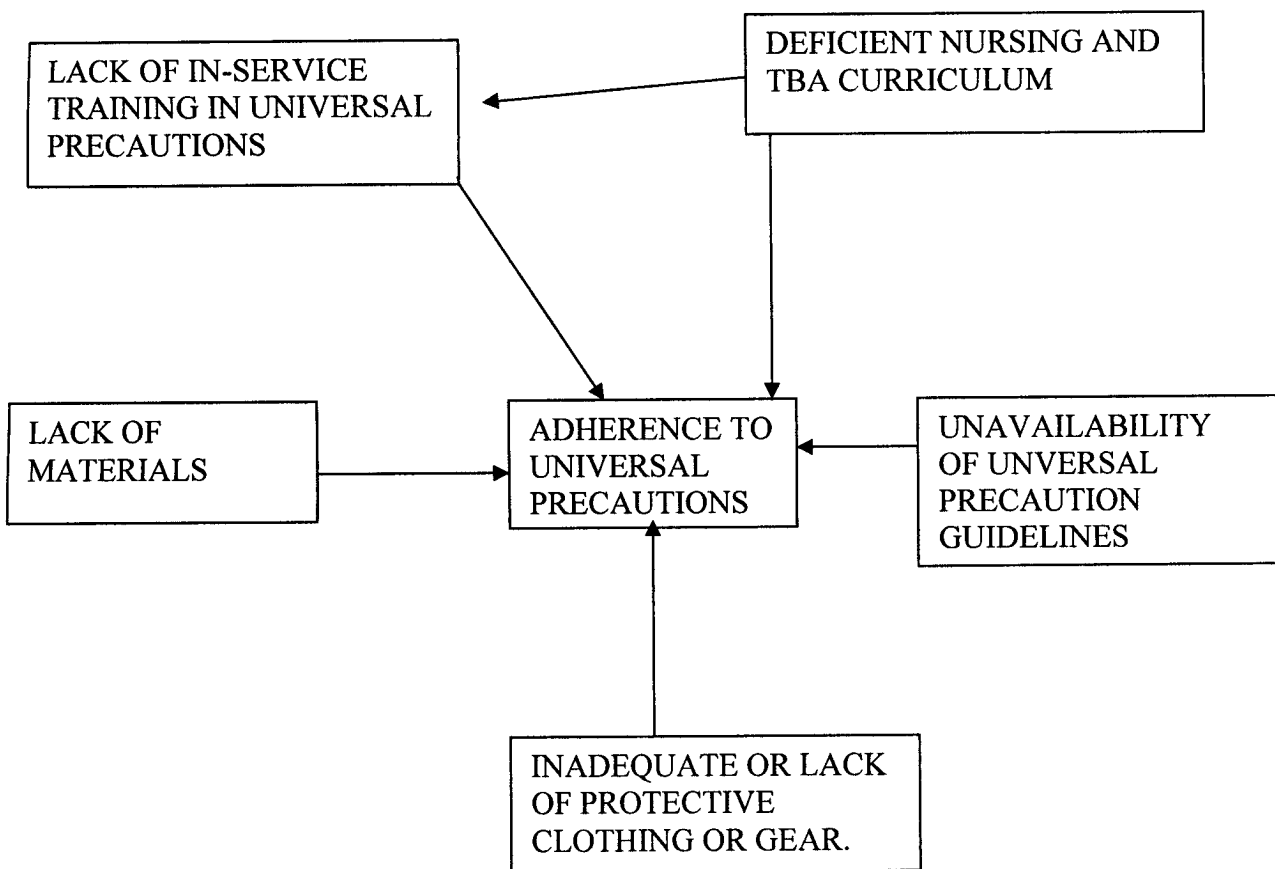 LACK OF IN-SERVICE
TRAINING IN UNIVERSAL
PRECAUTIONS
DEFICIENT NURSING AND
TBA CURRICULUM
LACK OF
MATERIALS
ADHERENCE TO
UNIVERSAL
PRECAUTIONS
UNAVAILABILITY
OF UNVERSAL
PRECAUTION
GUIDELINES
INADEQUATE OR LACK
OF PROTECTIVE
CLOTHING OR GEAR.